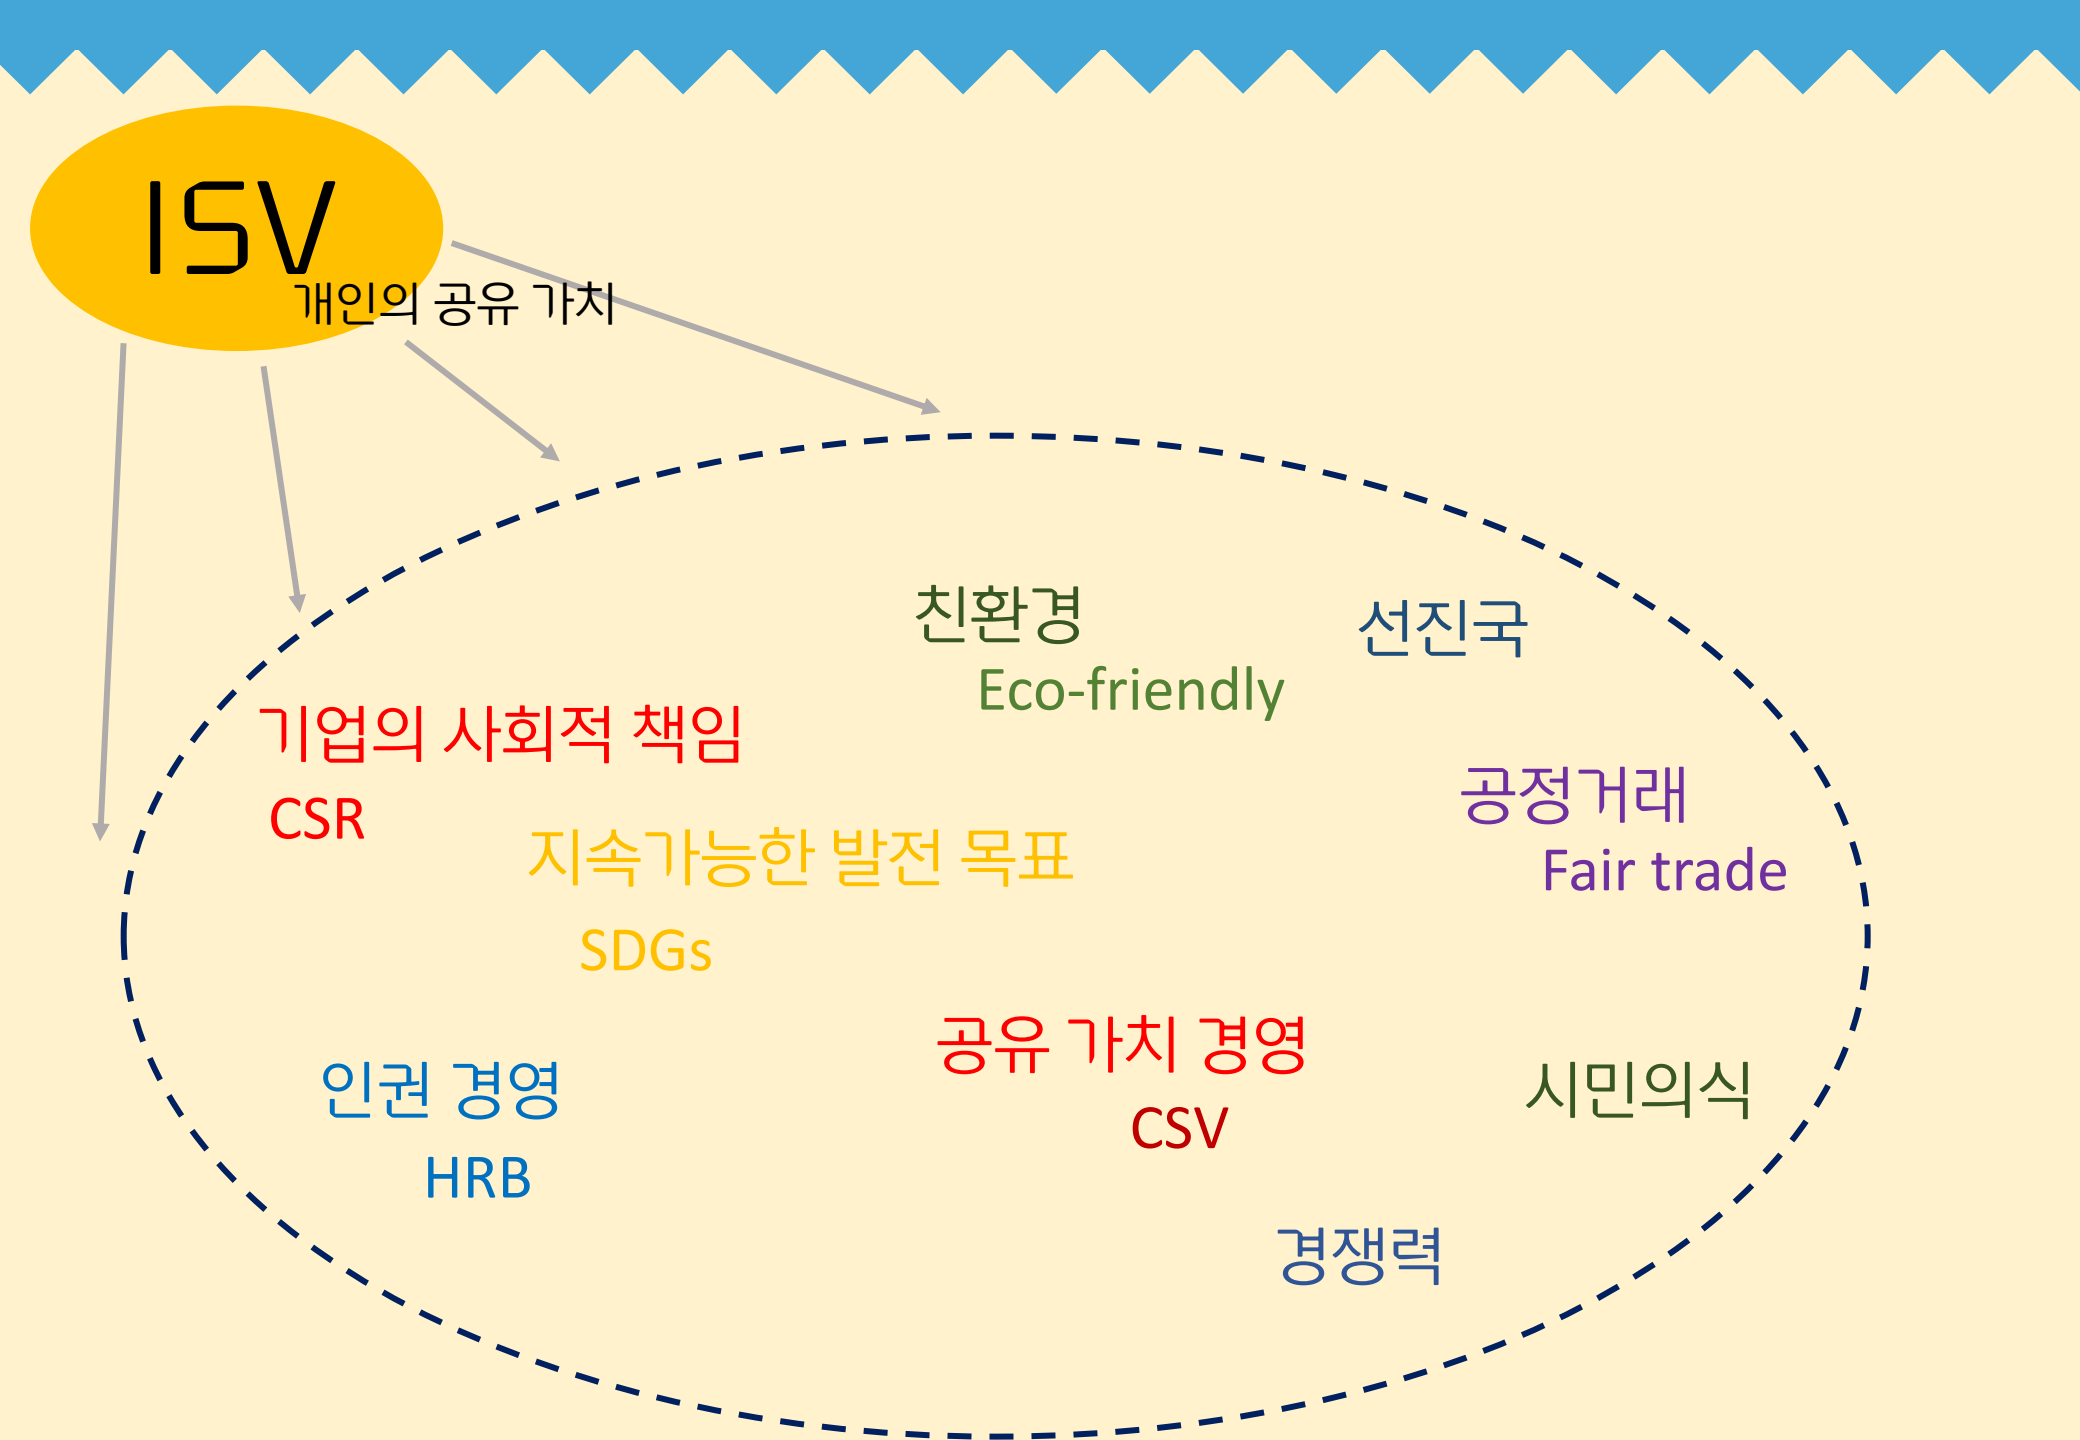 ISV
개인의 공유 가치
친환경
Eco-friendly
선진국
기업의 사회적 책임
CSR
공정거래
Fair trade
지속가능한 발전 목표
SDGs
공유 가치 경영
CSV
인권 경영
HRB
시민의식
경쟁력